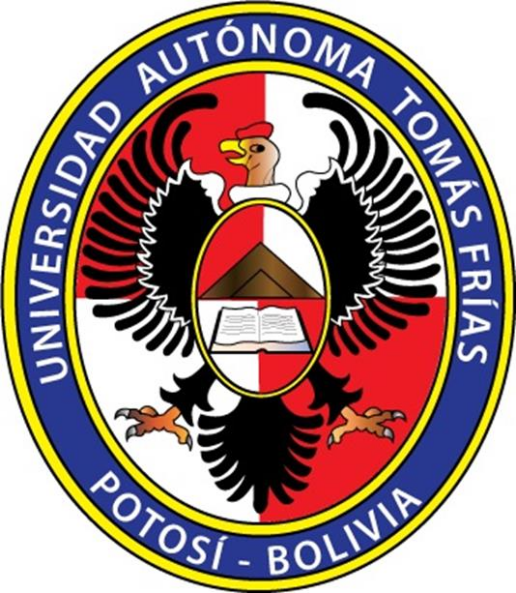 UNIVERSIDAD AUTÓNOMA TOMÁS FRÍAS
POTOSÍ - BOLIVIA